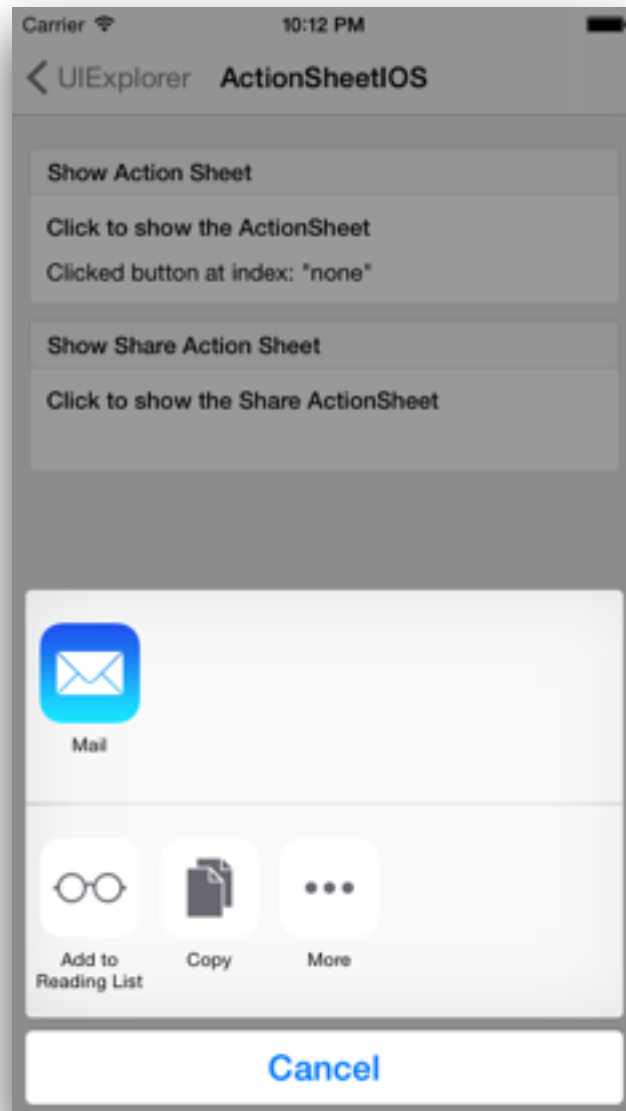 Carrier 10:12 PM
UIExplorer ActionSheetIOS
Show Action Sheet
Click to show the ActionSheet
Clicked button at index: "none"
Show Share Action Sheet
Click to show the Share ActionSheet
Mail
Add to Copy More
Reading List
Cancel